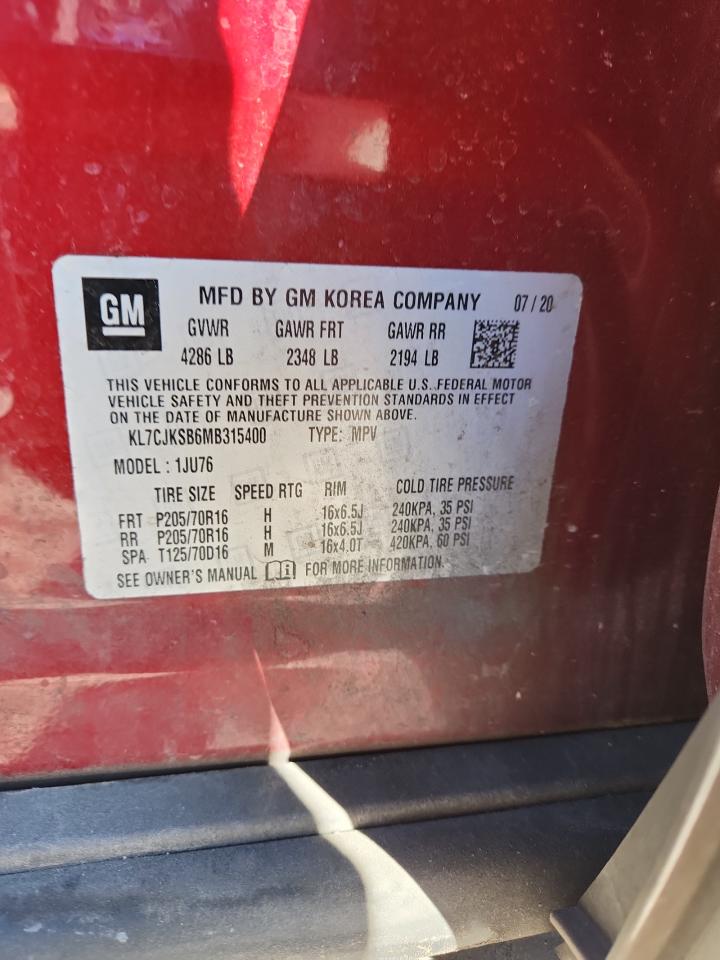 GM MFD BY GM KOREA COMPANY 07/20
GVWR GAWR FRT GAWR RR
4286 LB 2348 LB 2194 LB
THIS VEHICLE CONFORMS TO ALL APPLICABLE U.S. FEDERAL MOTOR
VEHICLE SAFETY AND THEFT PREVENTION STANDARDS IN EFFECT
ON THE DATE OF MANUFACTURE SHOWN ABOVE.
KL7CJKSB6MB315400 TYPE: MPV
MODEL : 1JU76
TIRE SIZE SPEED RTG RIM COLD TIRE PRESSURE
FRT P205/70R16 H 16x6.5J 240KPA, 35 PSI
RR P205/70R16 H 16x6.5J 240KPA, 35 PSI
SPA T125/70D16 M 16x4.0T 420KPA, 60 PSI
SEE OWNER'S MANUAL FOR MORE INFORMATION.